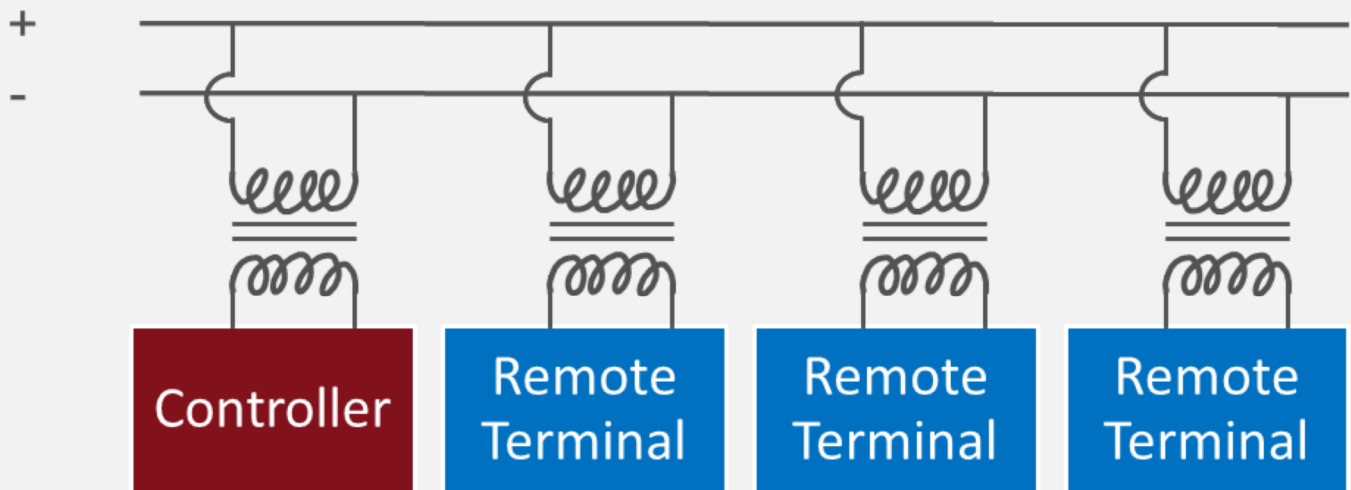 +
-
Controller
Remote
Terminal
Remote
Terminal
Remote
Terminal